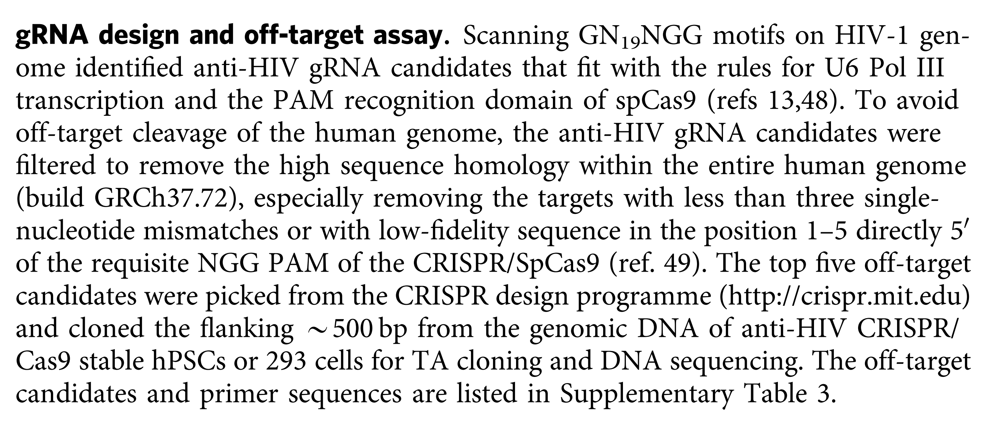 gRNA design and off-target assay. Scanning GN₁₉NGG motifs on HIV-1 gen-
ome identified anti-HIV gRNA candidates that fit with the rules for U6 Pol III
transcription and the PAM recognition domain of spCas9 (refs 13,48). To avoid
off-target cleavage of the human genome, the anti-HIV gRNA candidates were
filtered to remove the high sequence homology within the entire human genome
(build GRCh37.72), especially removing the targets with less than three single-
nucleotide mismatches or with low-fidelity sequence in the position 1–5 directly 5′
of the requisite NGG PAM of the CRISPR/SpCas9 (ref. 49). The top five off-target
candidates were picked from the CRISPR design programme (http://crispr.mit.edu)
and cloned the flanking ~500 bp from the genomic DNA of anti-HIV CRISPR/
Cas9 stable hPSCs or 293 cells for TA cloning and DNA sequencing. The off-target
candidates and primer sequences are listed in Supplementary Table 3.